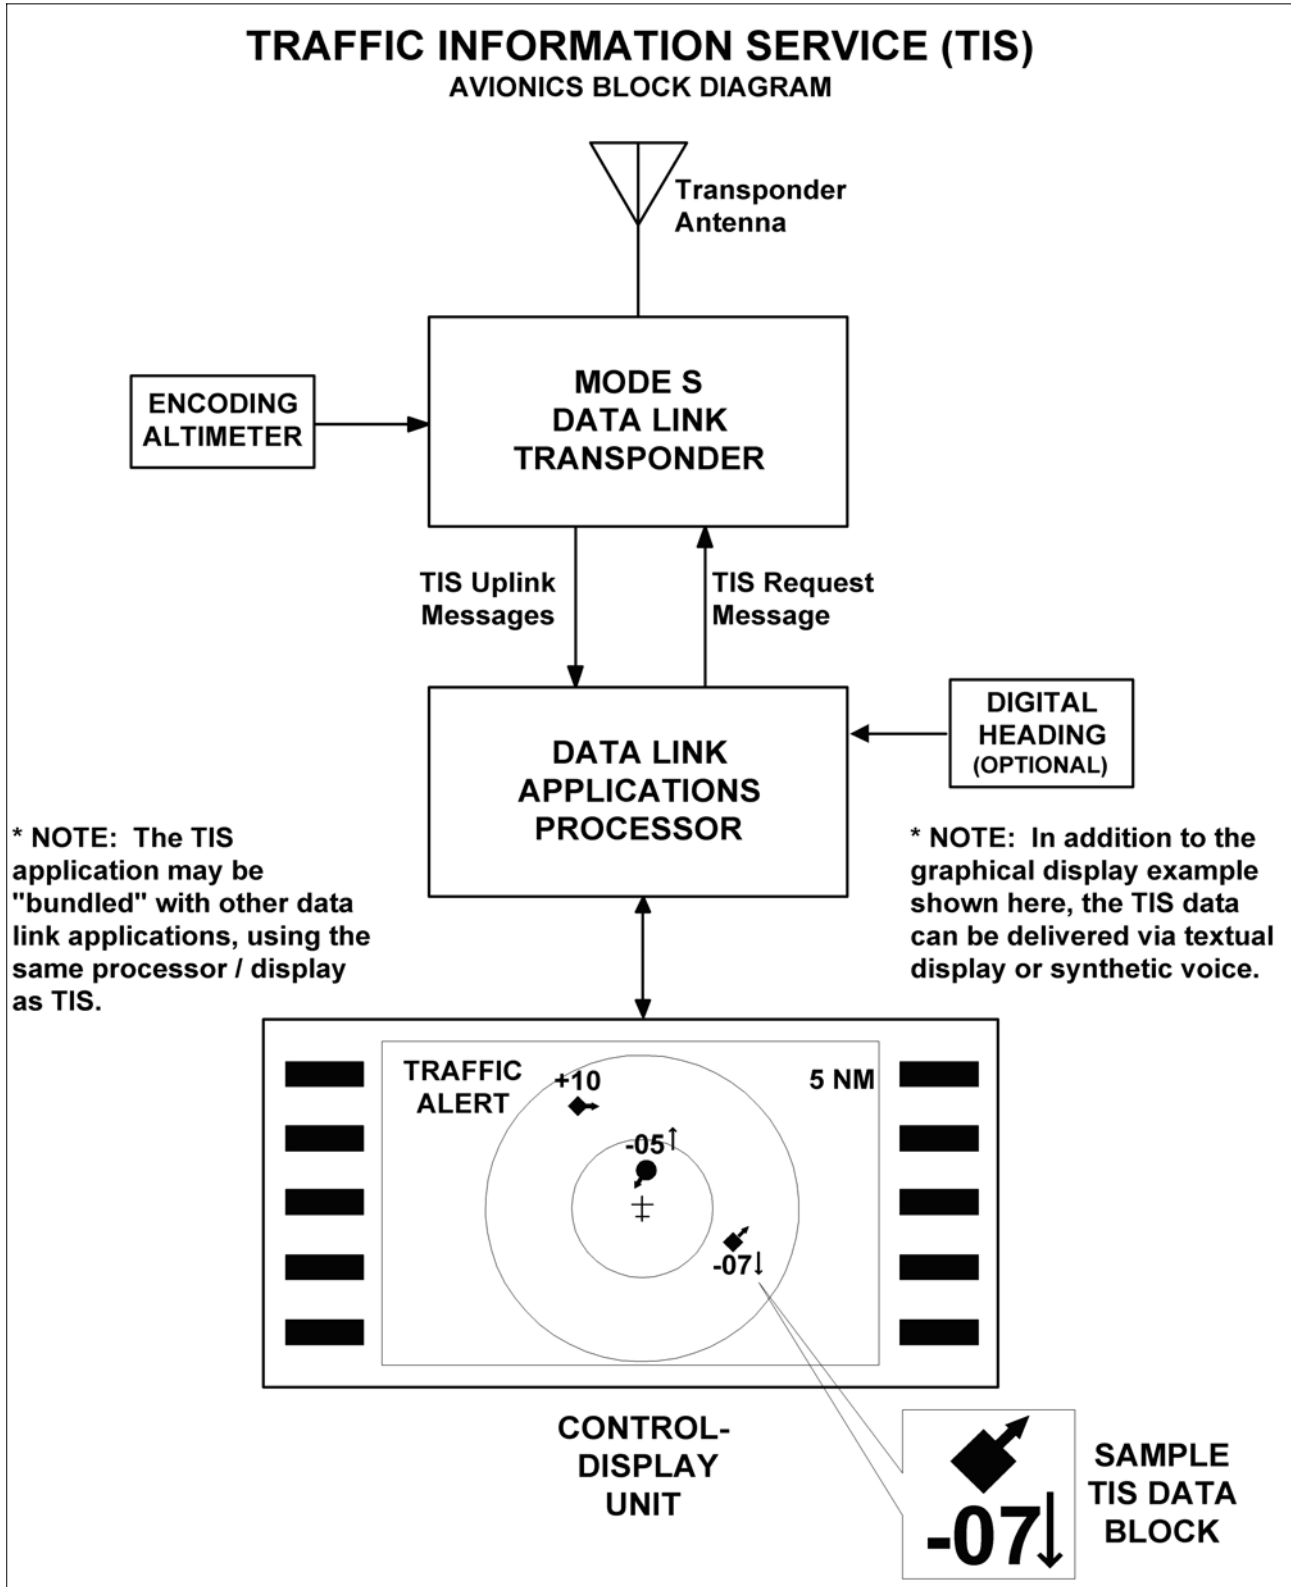 TRAFFIC INFORMATION SERVICE (TIS)
AVIONICS BLOCK DIAGRAM
Transponder
Antenna
MODE S
DATA LINK
TRANSPONDER
ENCODING
ALTIMETER
TIS Uplink
Messages
TIS Request
Message
DATA LINK
APPLICATIONS
PROCESSOR
DIGITAL
HEADING
(OPTIONAL)
* NOTE: The TIS
application may be
"bundled" with other data
link applications, using the
same processor / display
as TIS.
* NOTE: In addition to the
graphical display example
shown here, the TIS data
can be delivered via textual
display or synthetic voice.
TRAFFIC
ALERT
+10
5 NM
-05↑
-07↓
CONTROL-
DISPLAY
UNIT
-07↓
SAMPLE
TIS DATA
BLOCK